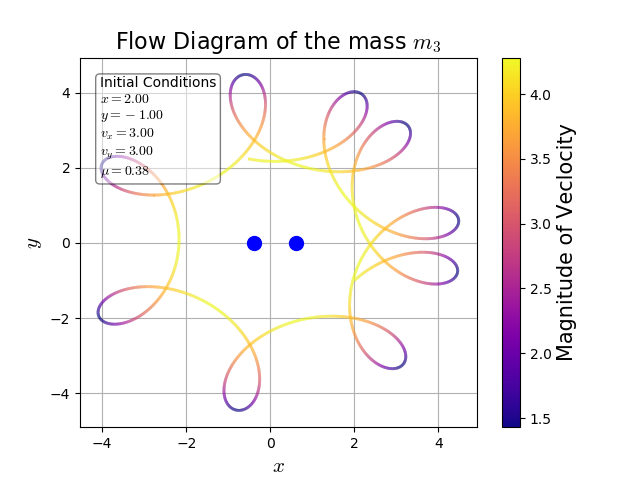 Flow Diagram of the mass m₃
Initial Conditions
x = 2.00
y = − 1.00
vₓ = 3.00
v_y = 3.00
μ = 0.38
4
2
0
−2
−4
y
−4
−2
0
2
4
x
4.0
3.5
3.0
2.5
2.0
1.5
Magnitude of Veclocity